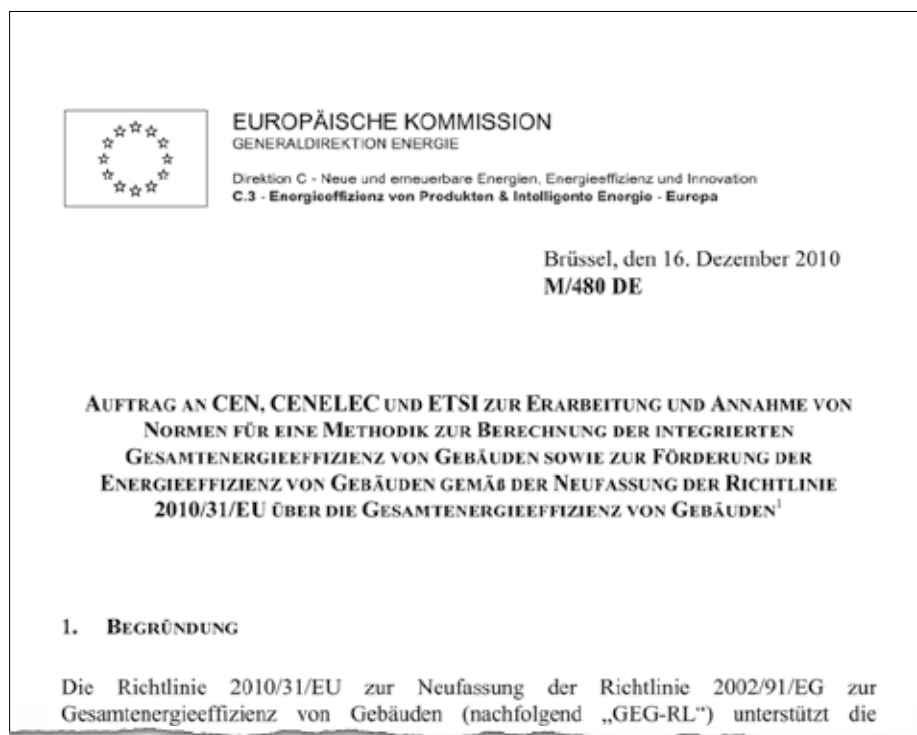 EUROPÄISCHE KOMMISSION
GENERALDIREKTION ENERGIE
Direktion C - Neue und erneuerbare Energien, Energieeffizienz und Innovation
C.3 - Energieeffizienz von Produkten & Intelligente Energie - Europa
Brüssel, den 16. Dezember 2010
M/480 DE
AUFTRAG AN CEN, CENELEC UND ETSI ZUR ERARBEITUNG UND ANNAHME VON
NORMEN FÜR EINE METHODIK ZUR BERECHNUNG DER INTEGRIERTEN
GESAMTENERGIEEFFIZIENZ VON GEBÄUDEN SOWIE ZUR FÖRDERUNG DER
ENERGIEEFFIZIENZ VON GEBÄUDEN GEMÄß DER NEUFASSUNG DER RICHTLINIE
2010/31/EU ÜBER DIE GESAMTENERGIEEFFIZIENZ VON GEBÄUDEN¹
1. BEGRÜNDUNG
Die Richtlinie 2010/31/EU zur Neufassung der Richtlinie 2002/91/EG zur
Gesamtenergieeffizienz von Gebäuden (nachfolgend „GEG-RL“) unterstützt die